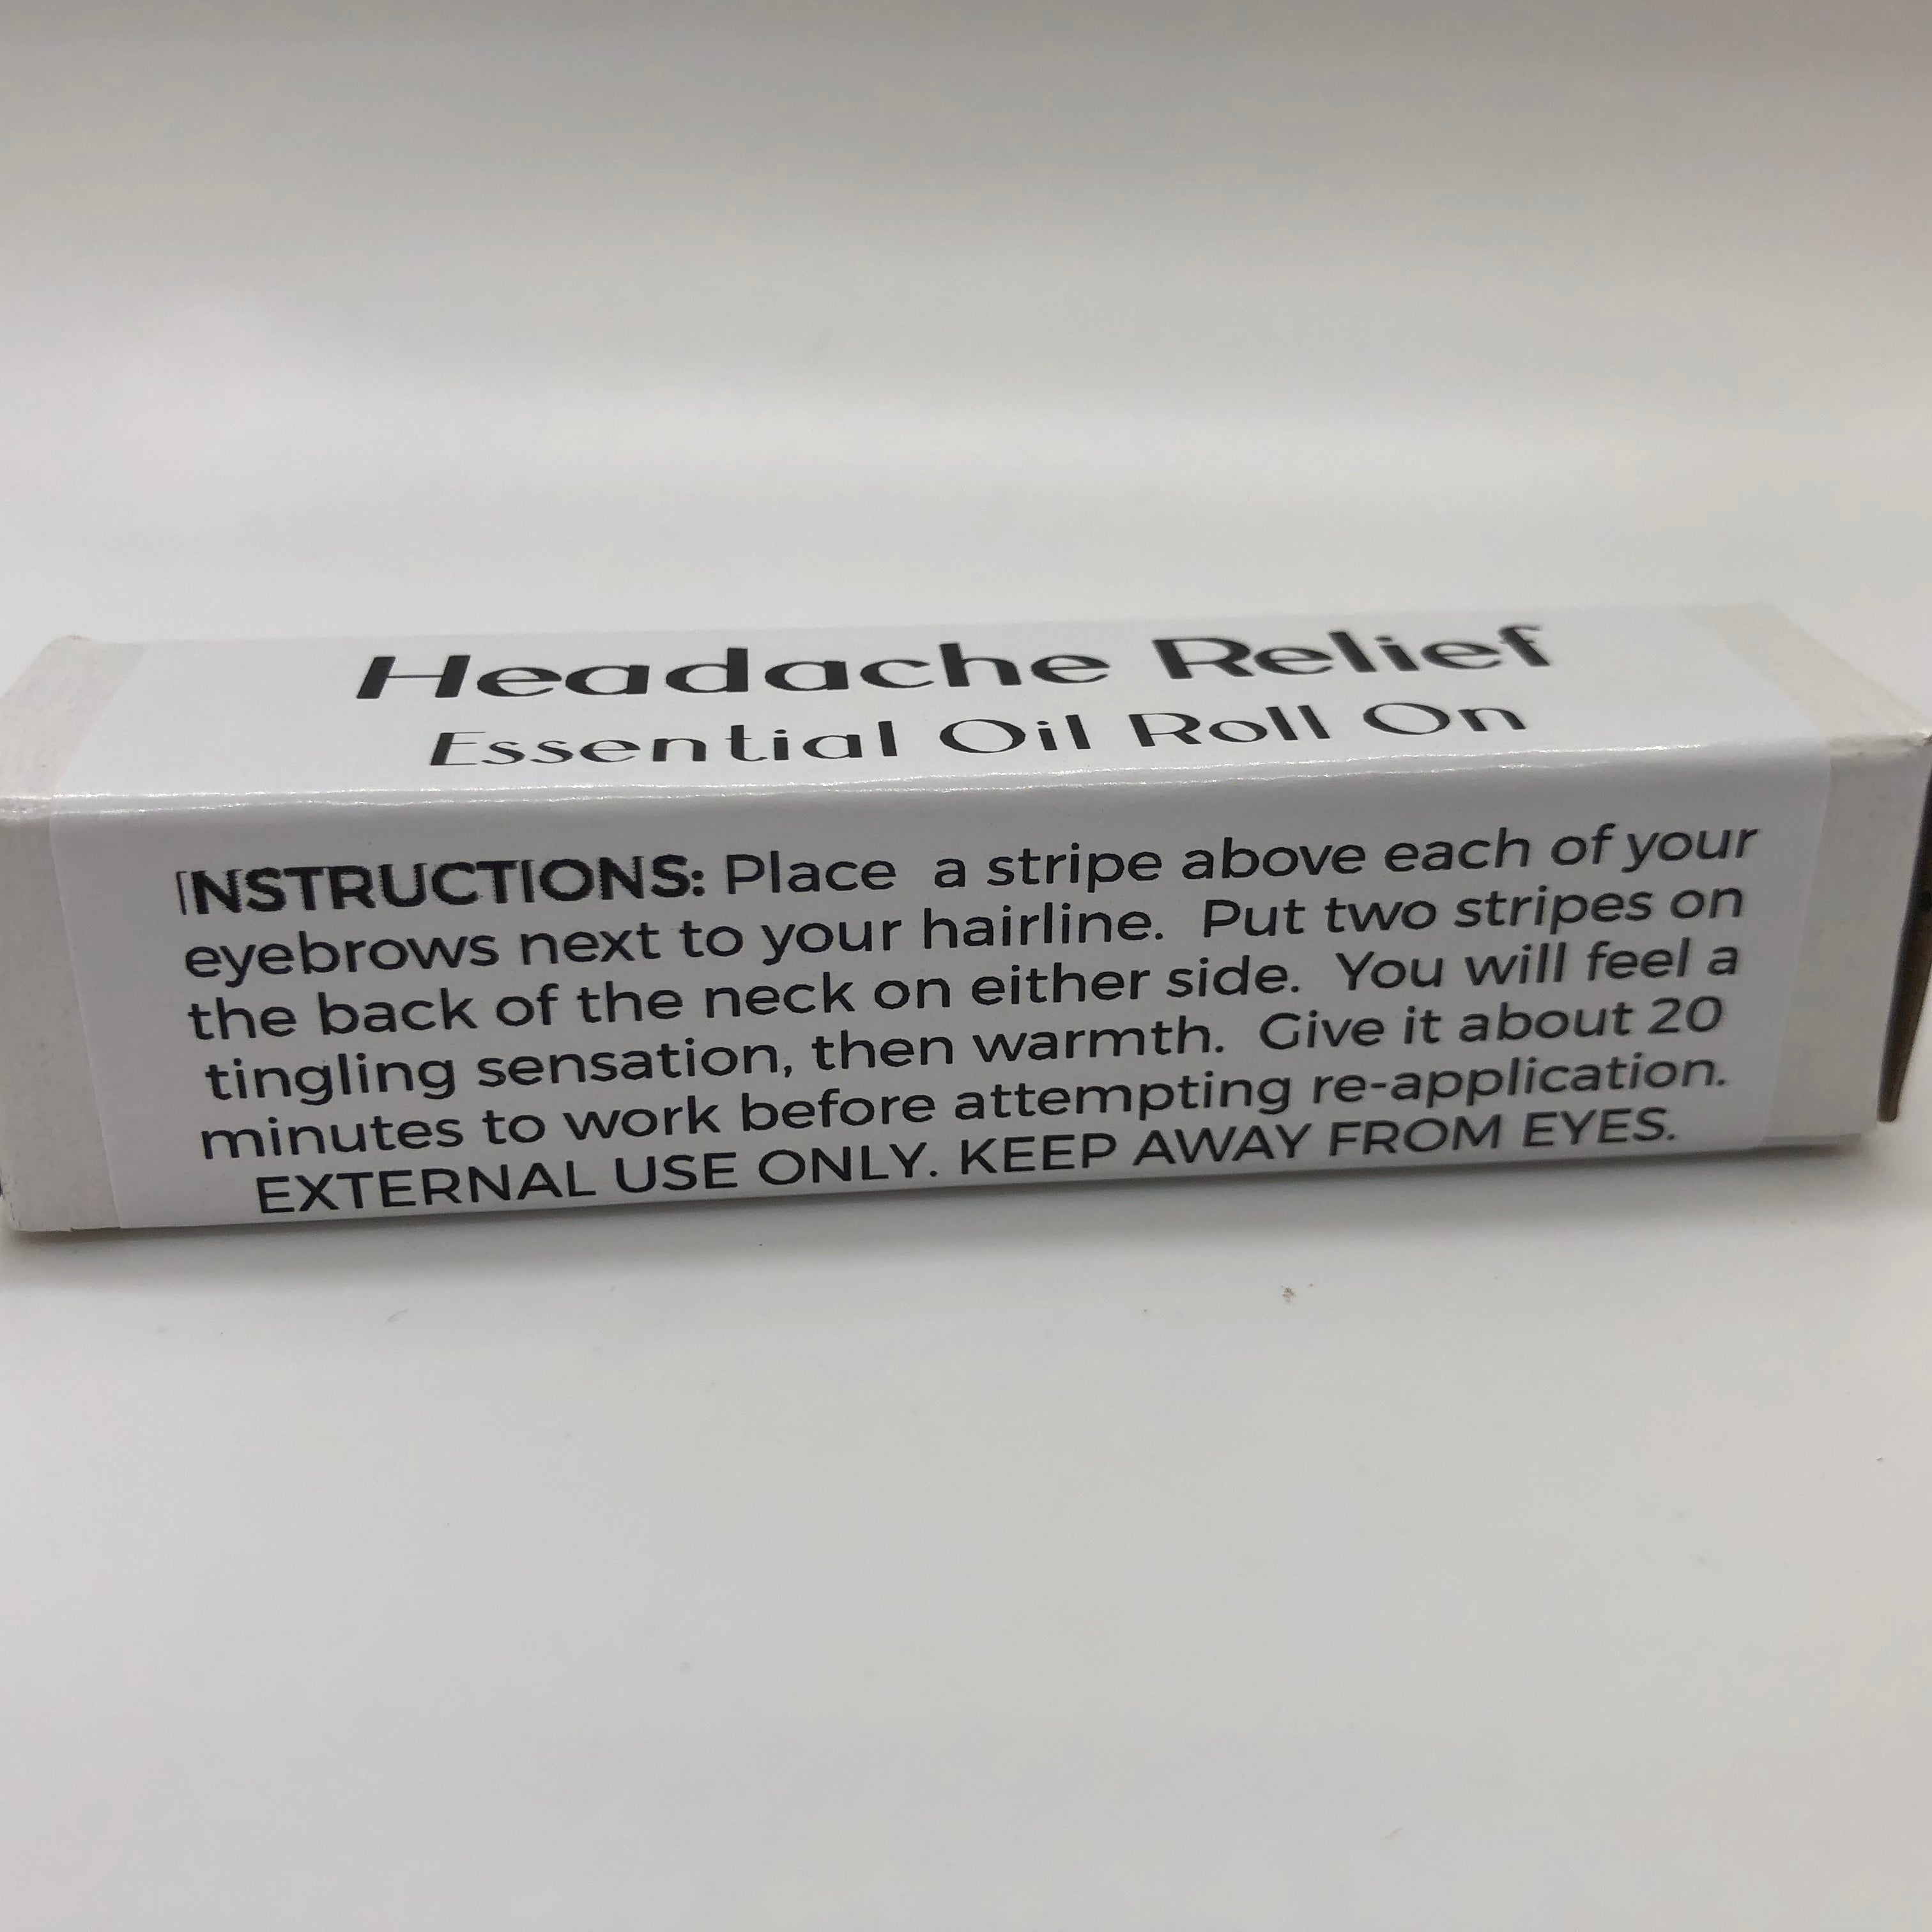 Headache Relief
Essential Oil Roll On
INSTRUCTIONS: Place a stripe above each of your
eyebrows next to your hairline. Put two stripes on
the back of the neck on either side. You will feel a
tingling sensation, then warmth. Give it about 20
minutes to work before attempting re-application.
EXTERNAL USE ONLY. KEEP AWAY FROM EYES.